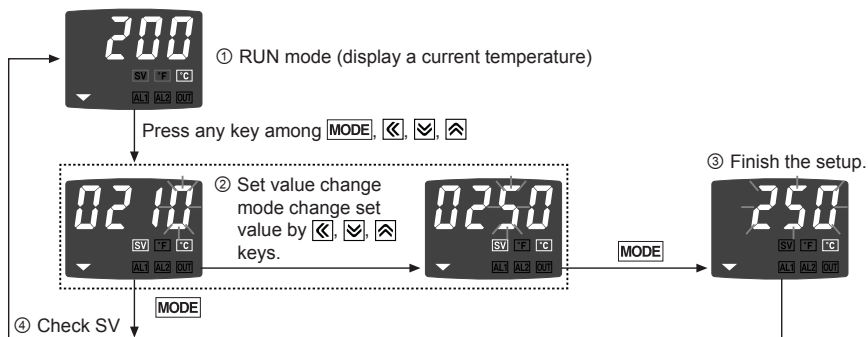 200
SV °F °C
AL1 AL2 OUT
① RUN mode (display a current temperature)
Press any key among MODE, «, ⩔, ⩓
0210
SV °F °C
AL1 AL2 OUT
② Set value change
mode change set
value by «, ⩔, ⩓
keys.
0250
SV °F °C
AL1 AL2 OUT
MODE
③ Finish the setup.
250
SV °F °C
AL1 AL2 OUT
MODE
④ Check SV